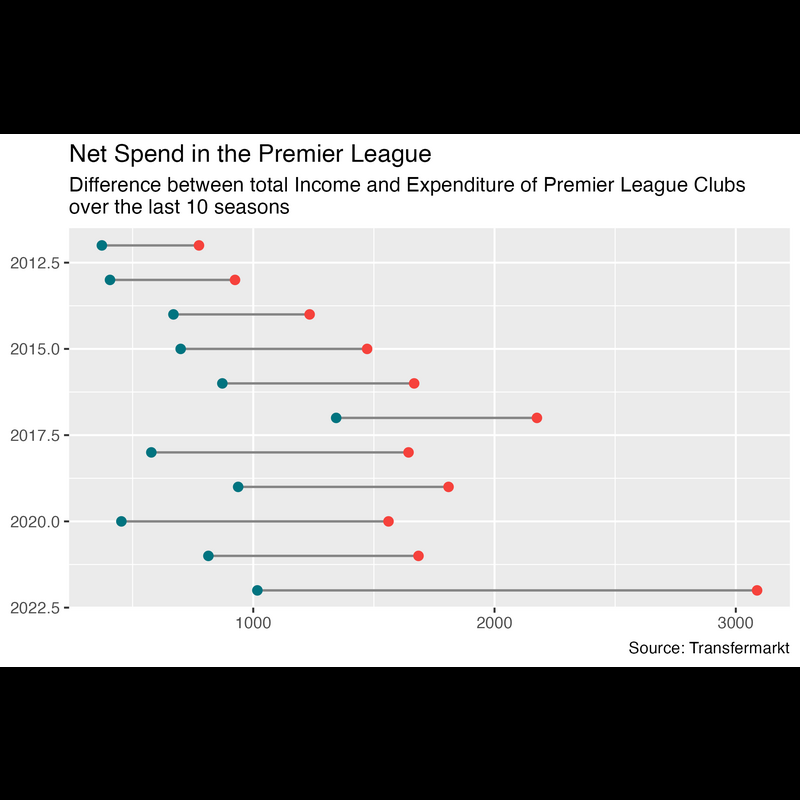 Net Spend in the Premier League
Difference between total Income and Expenditure of Premier League Clubs
over the last 10 seasons
2012.5
2015.0
2017.5
2020.0
2022.5
1000 2000 3000
Source: Transfermarkt